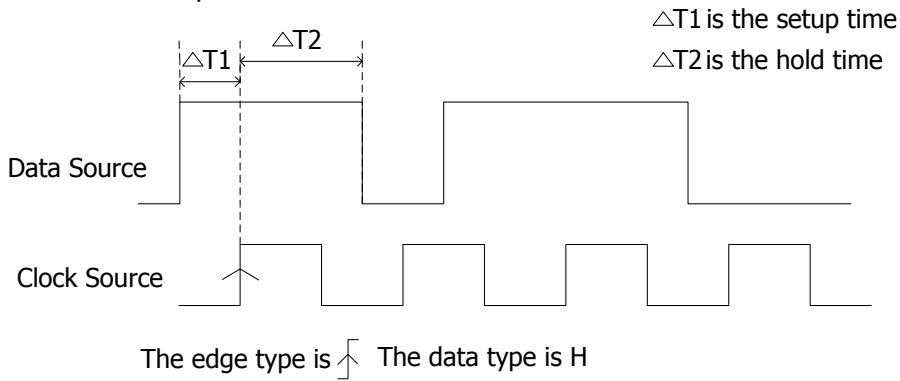 △T1 is the setup time
△T2 is the hold time
△T1
△T2
Data Source
Clock Source
The edge type is The data type is H